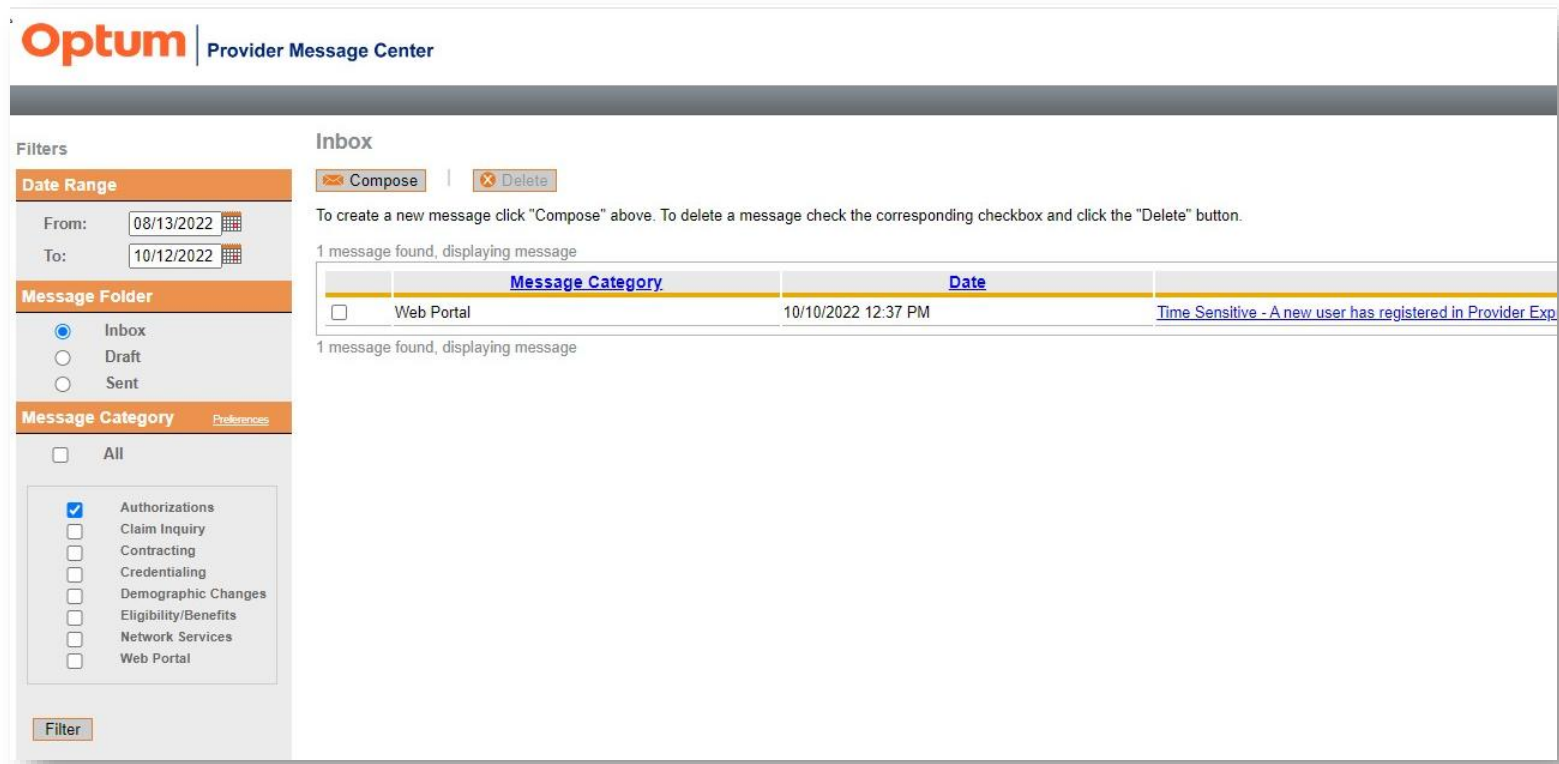 Optum Provider Message Center
Filters
Date Range
From: 08/13/2022
To: 10/12/2022
Message Folder
Inbox
Draft
Sent
Message Category Preferences
All
Authorizations
Claim Inquiry
Contracting
Credentialing
Demographic Changes
Eligibility/Benefits
Network Services
Web Portal
Filter
Inbox
Compose | Delete
To create a new message click "Compose" above. To delete a message check the corresponding checkbox and click the "Delete" button.
1 message found, displaying message
Message Category Date
Web Portal 10/10/2022 12:37 PM Time Sensitive - A new user has registered in Provider Exp
1 message found, displaying message